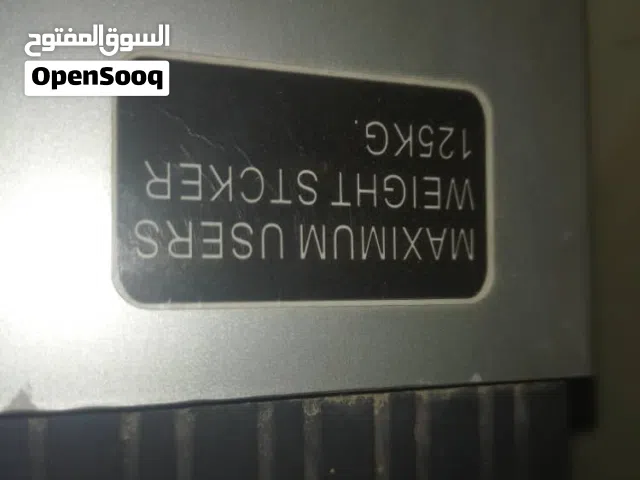 السوق المفتوح
OpenSooq
MAXIMUM USERS
WEIGHT STCKER
125KG.